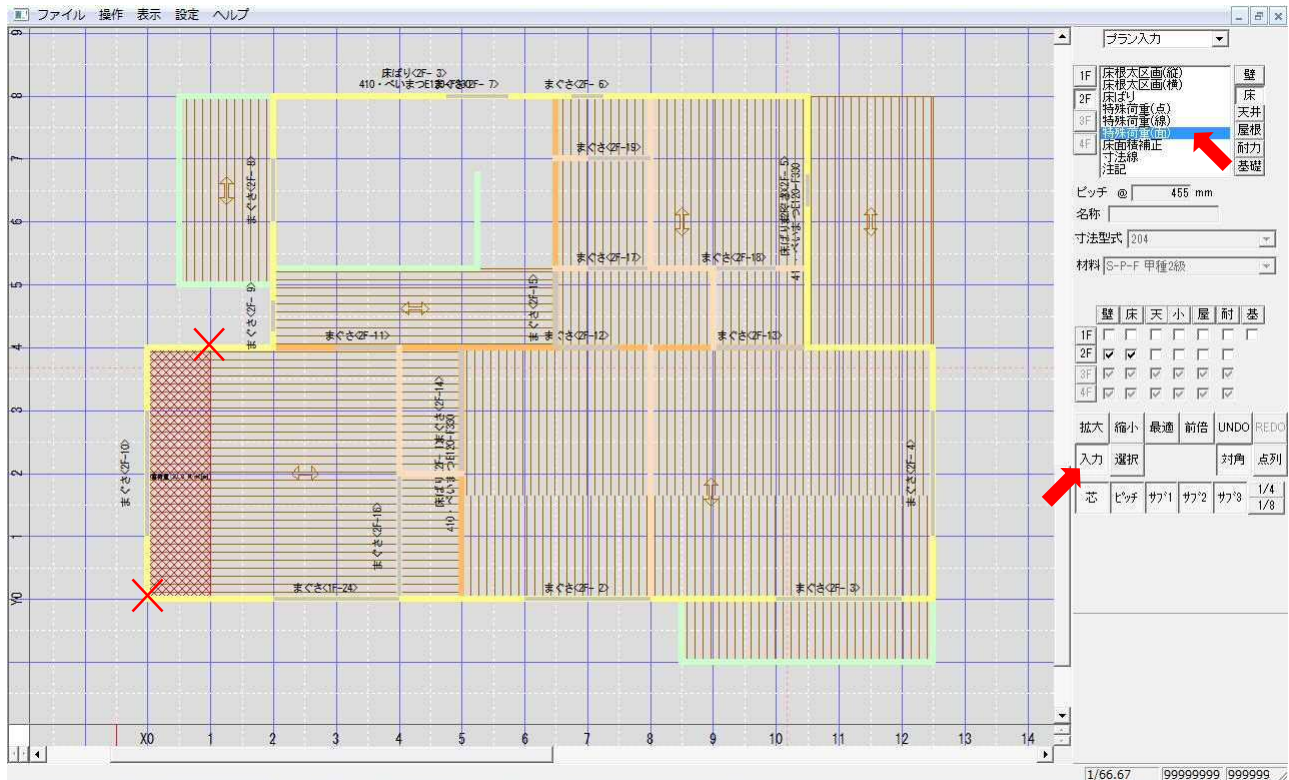 ファイル 操作 表示 設定 ヘルプ
プラン入力
1F
2F
3F
4F
床根太区画(縦)
床根太区画(横)
床ばり
特殊荷重(点)
特殊荷重(線)
特殊荷重(面)
床面積補正
寸法線
注記
壁
床
天井
屋根
耐力
基礎
ピッチ @ 455 mm
名称
寸法型式 204
材料 S-P-F 甲種2級
壁 床 天 小 屋 耐 基
1F
2F
3F
4F
拡大 縮小 最適 前倍 UNDO REDO
入力 選択 対角 点列
芯 ピッチ サブ1 サブ2 サブ3 1/4
1/8
9
8
7
6
5
4
3
2
1
Y0
床ばり<2F- 3>
まぐさ<2F- 7>
まぐさ<2F- 6>
まぐさ<2F-19>
まぐさ<2F- 8>
まぐさ<2F-17>
まぐさ<2F-18>
まぐさ<2F- 9>
まぐさ<2F-15>
まぐさ<2F-11>
まぐさ<2F-12>
まぐさ<2F-13>
まぐさ<2F-14>
まぐさ<2F-10>
まぐさ<2F- 4>
まぐさ<2F-16>
まぐさ<1F-24>
まぐさ<2F- 2>
まぐさ<2F- 3>
X0 1 2 3 4 5 6 7 8 9 10 11 12 13 14
1/66.67 99999999 999999